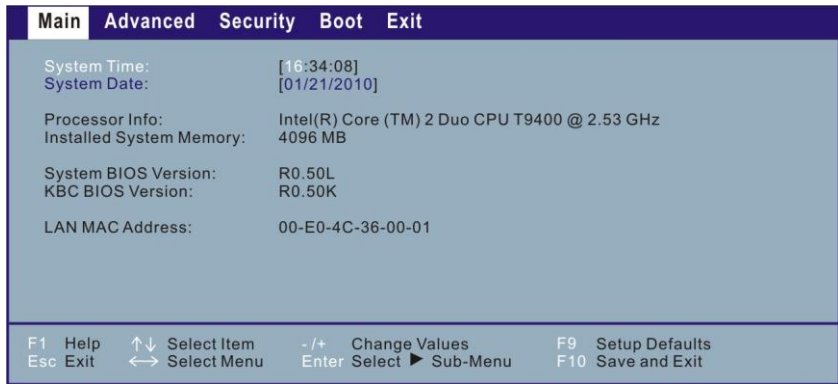 Main Advanced Security Boot Exit
System Time: [16:34:08]
System Date: [01/21/2010]
Processor Info: Intel(R) Core (TM) 2 Duo CPU T9400 @ 2.53 GHz
Installed System Memory: 4096 MB
System BIOS Version: R0.50L
KBC BIOS Version: R0.50K
LAN MAC Address: 00-E0-4C-36-00-01
F1 Help ↑↓ Select Item - /+ Change Values F9 Setup Defaults
Esc Exit ←→ Select Menu Enter Select ▶ Sub-Menu F10 Save and Exit